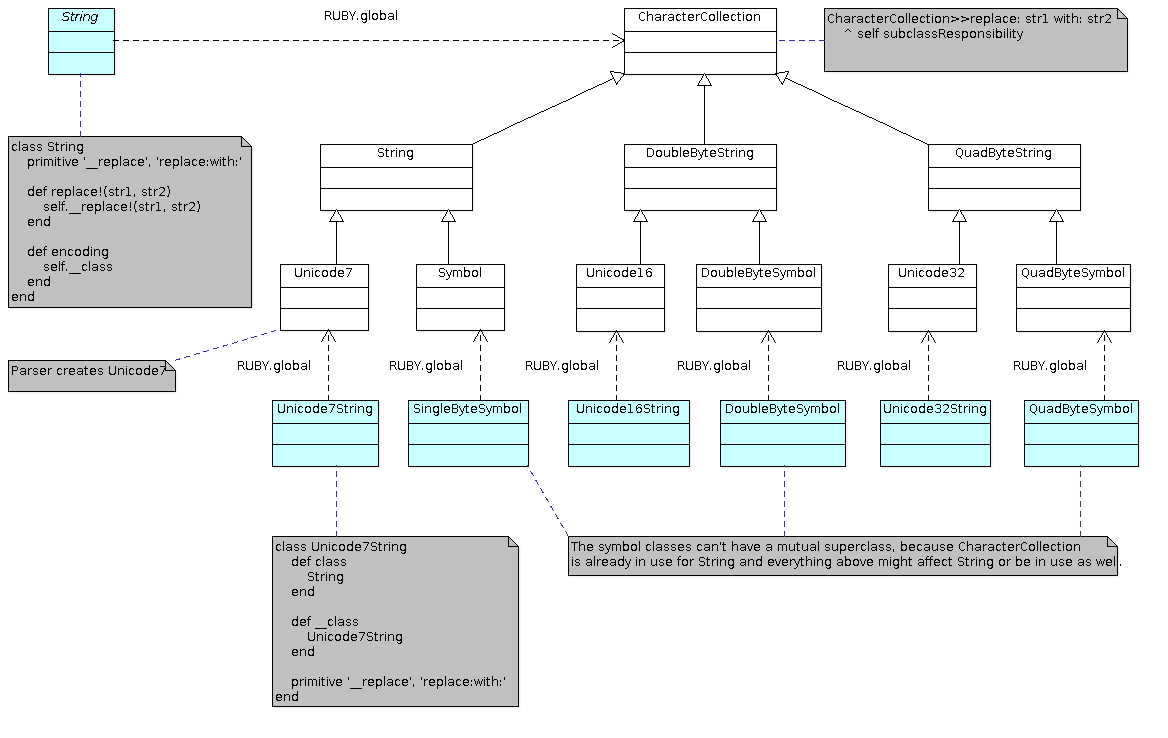 String
RUBY.global
CharacterCollection
CharacterCollection>>replace: str1 with: str2
^ self subclassResponsibility
class String
primitive '__replace', 'replace:with:'
def replace!(str1, str2)
self.__replace!(str1, str2)
end
def encoding
self.__class
end
end
String
DoubleByteString
QuadByteString
Unicode7
Symbol
Unicode16
DoubleByteSymbol
Unicode32
QuadByteSymbol
Parser creates Unicode7
RUBY.global
RUBY.global
RUBY.global
RUBY.global
RUBY.global
RUBY.global
Unicode7String
SingleByteSymbol
Unicode16String
DoubleByteSymbol
Unicode32String
QuadByteSymbol
class Unicode7String
def class
String
end
def __class
Unicode7String
end
primitive '__replace', 'replace:with:'
end
The symbol classes can't have a mutual superclass, because CharacterCollection
is already in use for String and everything above might affect String or be in use as well.